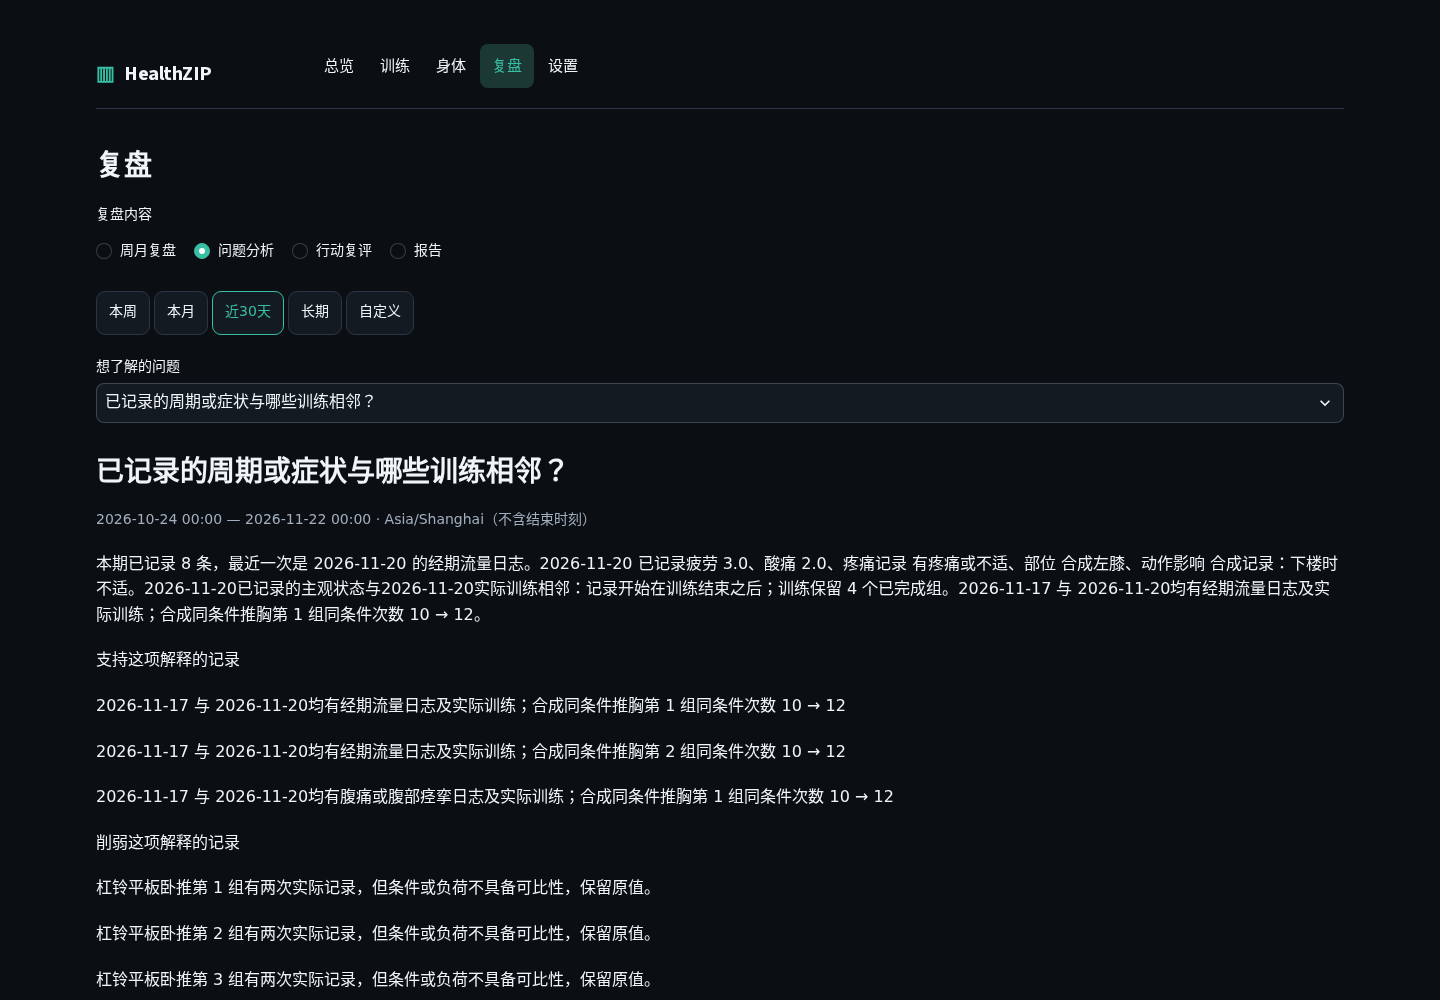 HealthZIP
总览 训练 身体 复盘 设置
复盘
复盘内容
周月复盘 问题分析 行动复评 报告
本周 本月 近30天 长期 自定义
想了解的问题
已记录的周期或症状与哪些训练相邻？
已记录的周期或症状与哪些训练相邻？
2026-10-24 00:00 — 2026-11-22 00:00 · Asia/Shanghai（不含结束时刻）
本期已记录 8 条，最近一次是 2026-11-20 的经期流量日志。2026-11-20 已记录疲劳 3.0、酸痛 2.0、疼痛记录 有疼痛或不适、部位 合成左膝、动作影响 合成记录：下楼时
不适。2026-11-20已记录的主观状态与2026-11-20实际训练相邻：记录开始在训练结束之后；训练保留 4 个已完成组。2026-11-17 与 2026-11-20均有经期流量日志及实
际训练；合成同条件推胸第 1 组同条件次数 10 → 12。
支持这项解释的记录
2026-11-17 与 2026-11-20均有经期流量日志及实际训练；合成同条件推胸第 1 组同条件次数 10 → 12
2026-11-17 与 2026-11-20均有经期流量日志及实际训练；合成同条件推胸第 2 组同条件次数 10 → 12
2026-11-17 与 2026-11-20均有腹痛或腹部痉挛日志及实际训练；合成同条件推胸第 1 组同条件次数 10 → 12
削弱这项解释的记录
杠铃平板卧推第 1 组有两次实际记录，但条件或负荷不具备可比性，保留原值。
杠铃平板卧推第 2 组有两次实际记录，但条件或负荷不具备可比性，保留原值。
杠铃平板卧推第 3 组有两次实际记录，但条件或负荷不具备可比性，保留原值。